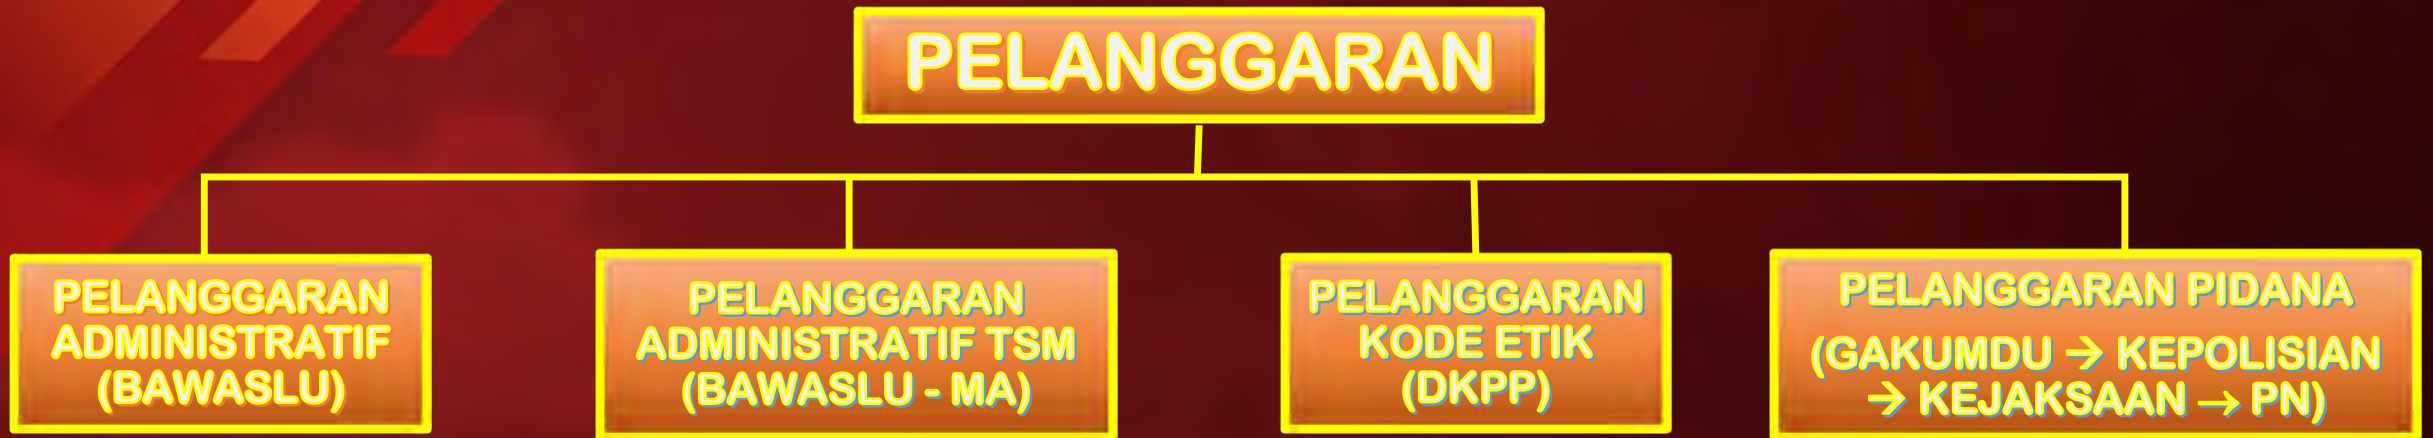 PELANGGARAN
PELANGGARAN
ADMINISTRATIF
(BAWASLU)
PELANGGARAN
ADMINISTRATIF TSM
(BAWASLU - MA)
PELANGGARAN
KODE ETIK
(DKPP)
PELANGGARAN PIDANA
(GAKUMDU → KEPOLISIAN
→ KEJAKSAAN → PN)